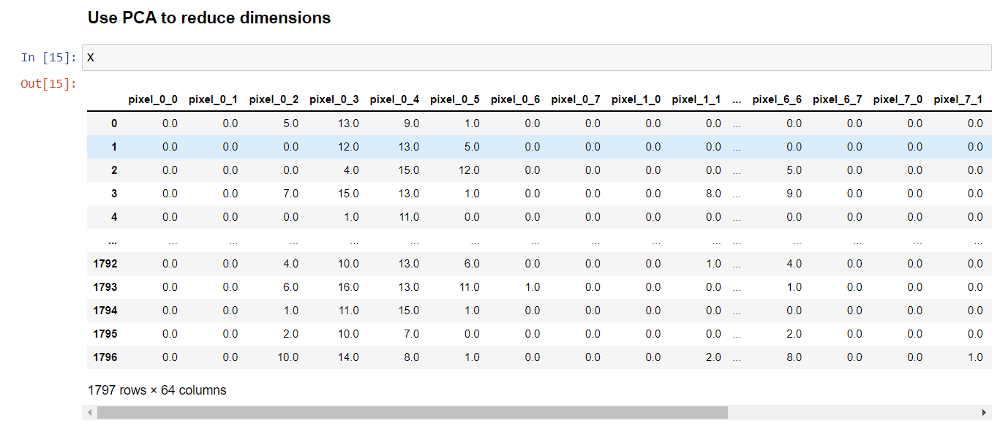 Use PCA to reduce dimensions
In [15]: X
Out[15]:
pixel_0_0 pixel_0_1 pixel_0_2 pixel_0_3 pixel_0_4 pixel_0_5 pixel_0_6 pixel_0_7 pixel_1_0 pixel_1_1 ... pixel_6_6 pixel_6_7 pixel_7_0 pixel_7_1
0 0.0 0.0 5.0 13.0 9.0 1.0 0.0 0.0 0.0 0.0 ... 0.0 0.0 0.0 0.0
1 0.0 0.0 0.0 12.0 13.0 5.0 0.0 0.0 0.0 0.0 ... 0.0 0.0 0.0 0.0
2 0.0 0.0 0.0 4.0 15.0 12.0 0.0 0.0 0.0 0.0 ... 5.0 0.0 0.0 0.0
3 0.0 0.0 7.0 15.0 13.0 1.0 0.0 0.0 0.0 8.0 ... 9.0 0.0 0.0 0.0
4 0.0 0.0 0.0 1.0 11.0 0.0 0.0 0.0 0.0 0.0 ... 0.0 0.0 0.0 0.0
... ... ... ... ... ... ... ... ... ... ... ... ... ... ... ...
1792 0.0 0.0 4.0 10.0 13.0 6.0 0.0 0.0 0.0 1.0 ... 4.0 0.0 0.0 0.0
1793 0.0 0.0 6.0 16.0 13.0 11.0 1.0 0.0 0.0 0.0 ... 1.0 0.0 0.0 0.0
1794 0.0 0.0 1.0 11.0 15.0 1.0 0.0 0.0 0.0 0.0 ... 0.0 0.0 0.0 0.0
1795 0.0 0.0 2.0 10.0 7.0 0.0 0.0 0.0 0.0 0.0 ... 2.0 0.0 0.0 0.0
1796 0.0 0.0 10.0 14.0 8.0 1.0 0.0 0.0 0.0 2.0 ... 8.0 0.0 0.0 1.0
1797 rows × 64 columns